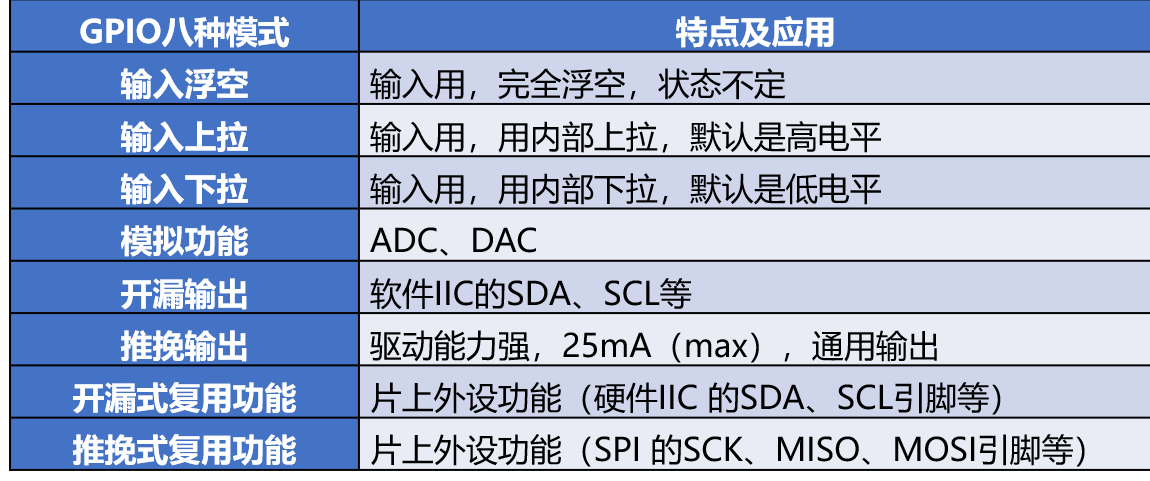 GPIO八种模式 特点及应用
输入浮空 输入用，完全浮空，状态不定
输入上拉 输入用，用内部上拉，默认是高电平
输入下拉 输入用，用内部下拉，默认是低电平
模拟功能 ADC、DAC
开漏输出 软件IIC的SDA、SCL等
推挽输出 驱动能力强，25mA（max），通用输出
开漏式复用功能 片上外设功能（硬件IIC 的SDA、SCL引脚等）
推挽式复用功能 片上外设功能（SPI 的SCK、MISO、MOSI引脚等）